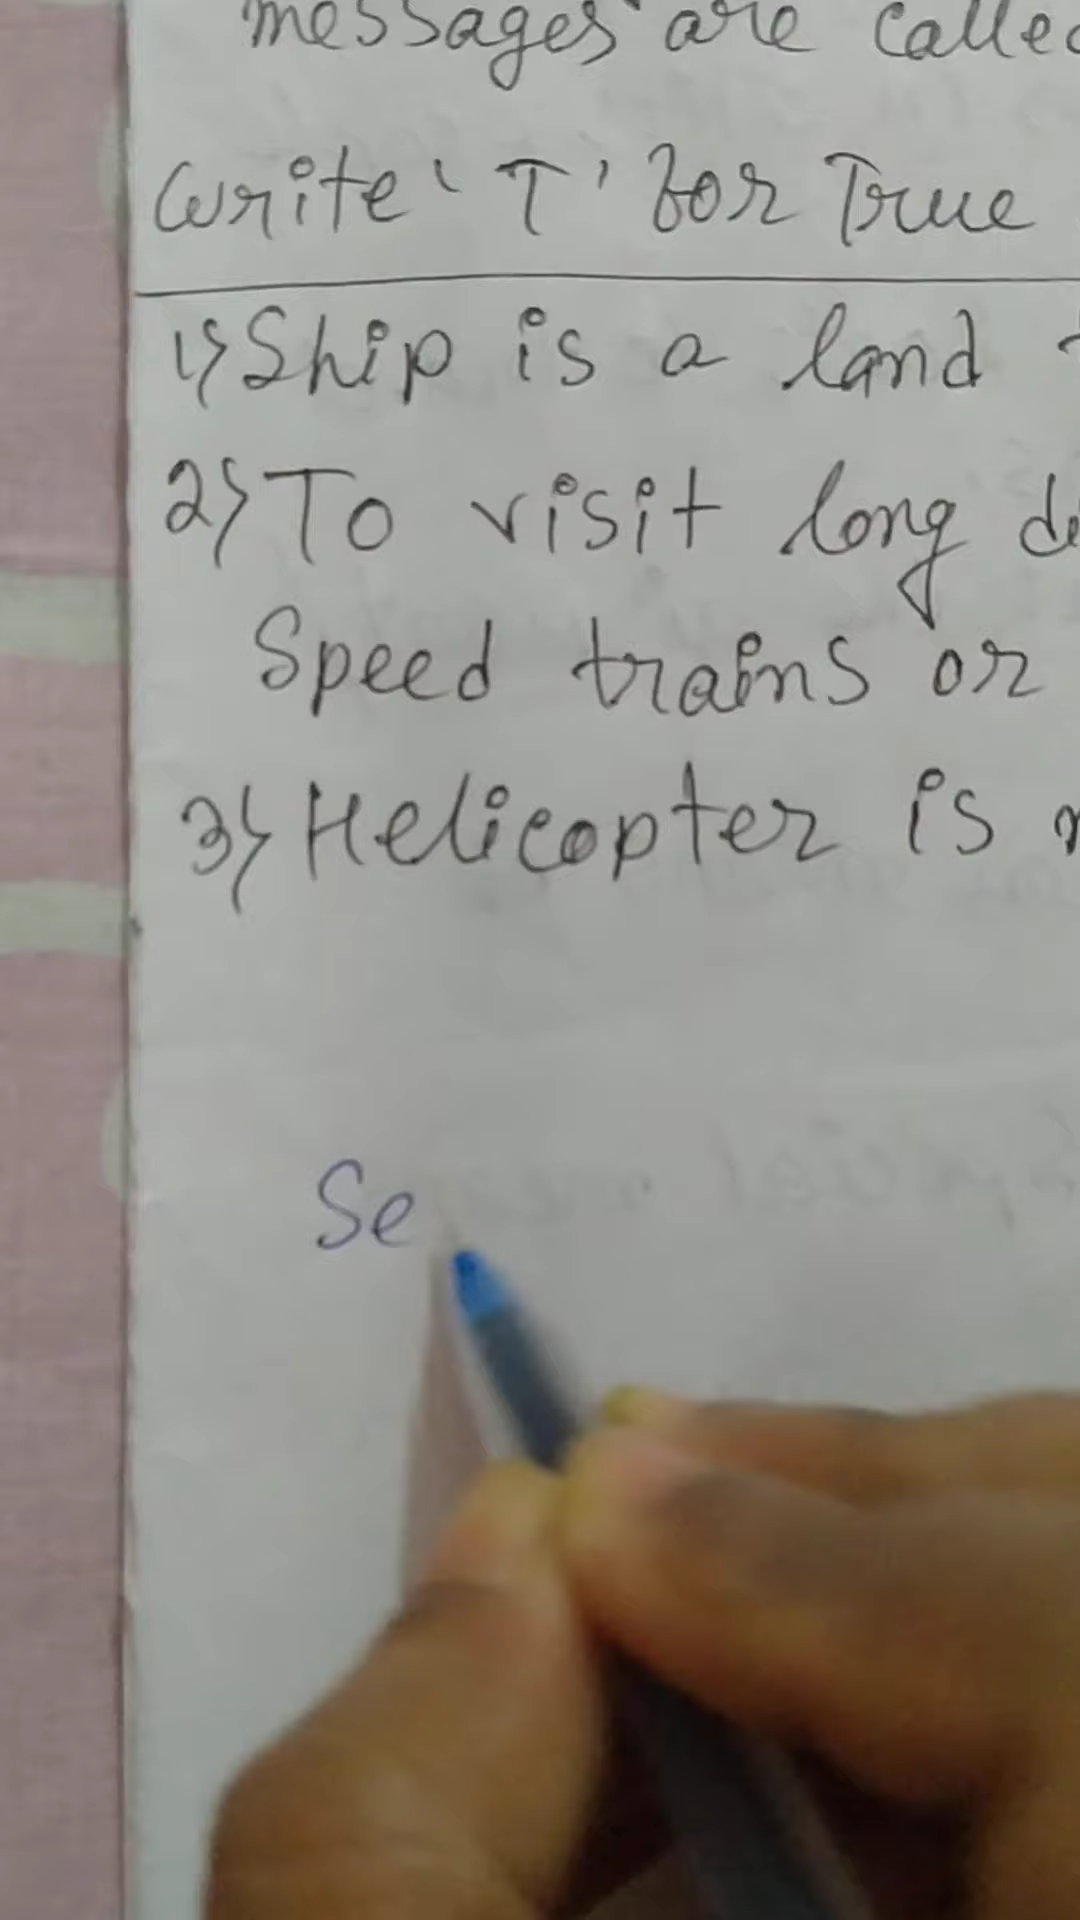 messages are called
Write 'T' for True
1) Ship is a land
2) To visit long
Speed trains or
3) Helicopter is
Se